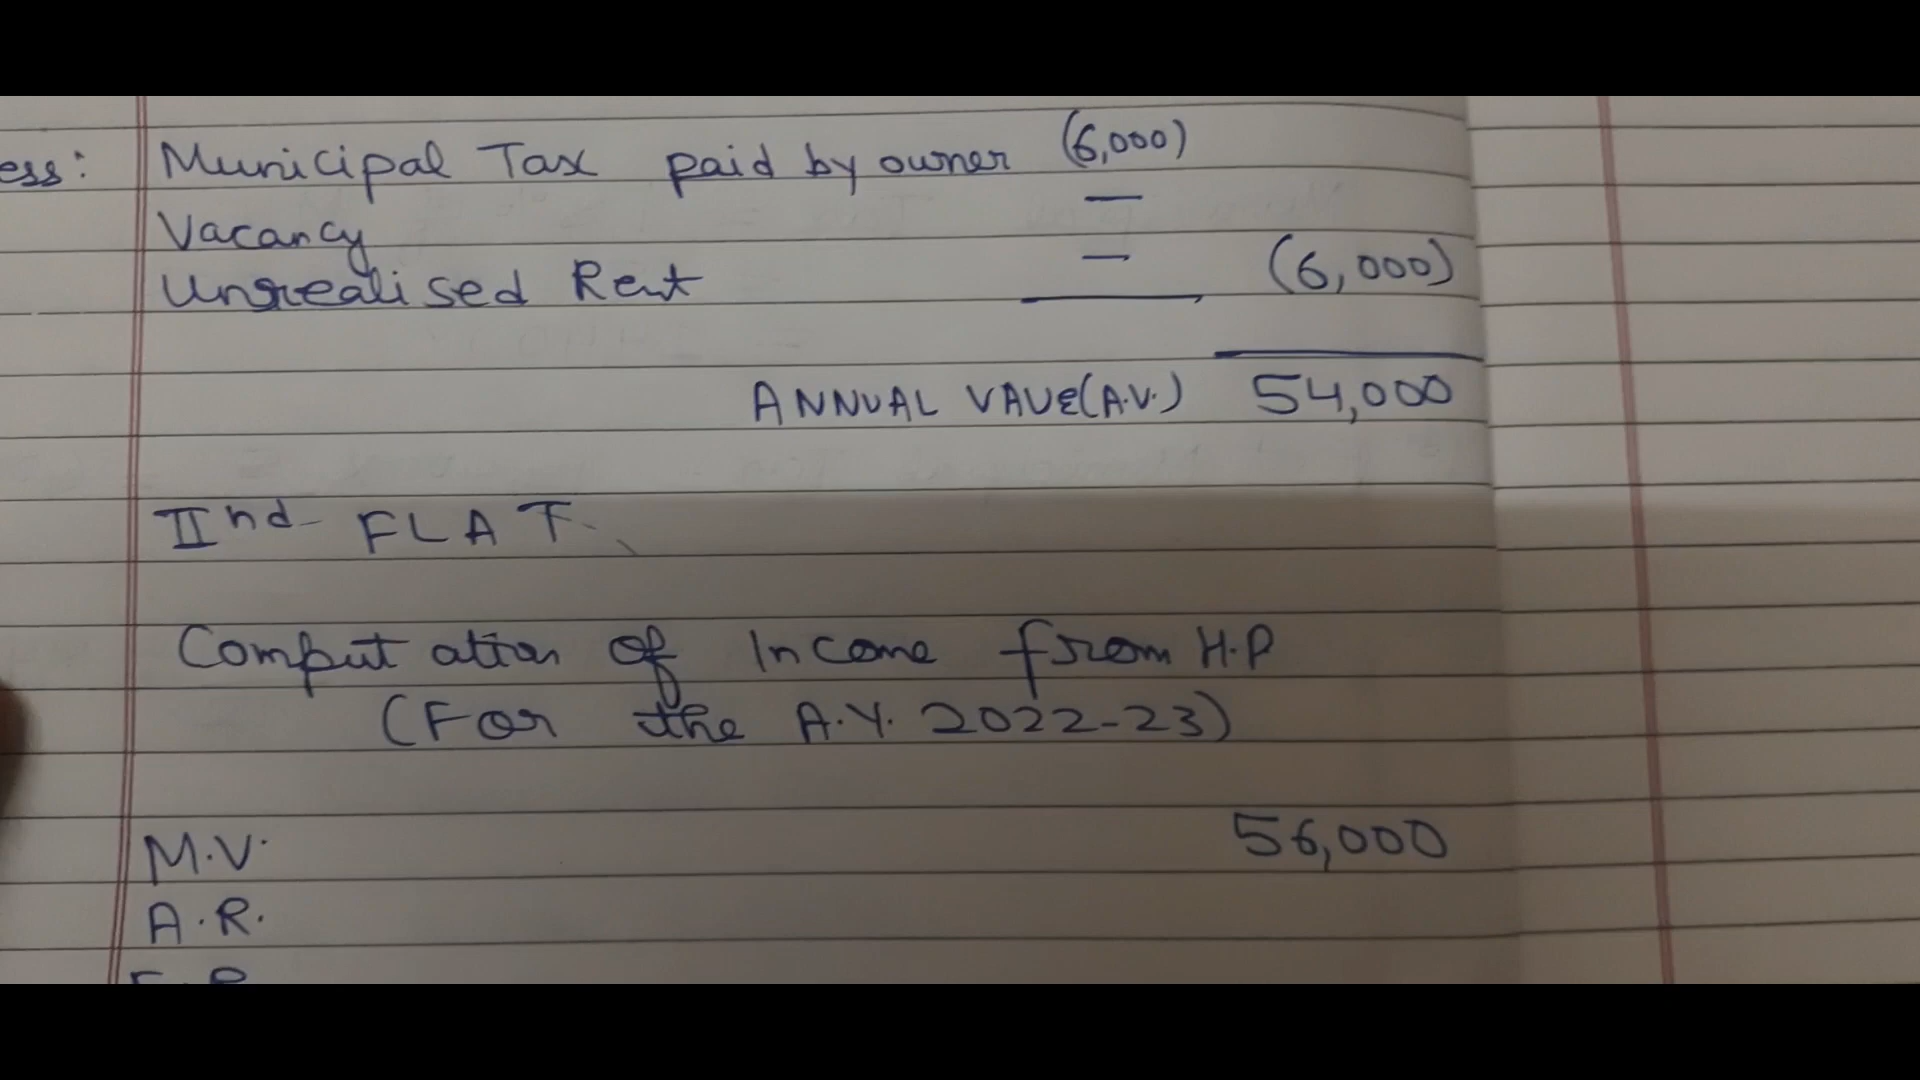 ess: Municipal Tax paid by owner (6,000)
Vacancy —
Unrealised Rent — (6,000)
ANNUAL VAUE(A.V.) 54,000
IInd FLAT
Computation of Income from H.P
(For the A.Y. 2022-23)
M.V. 56,000
A.R.